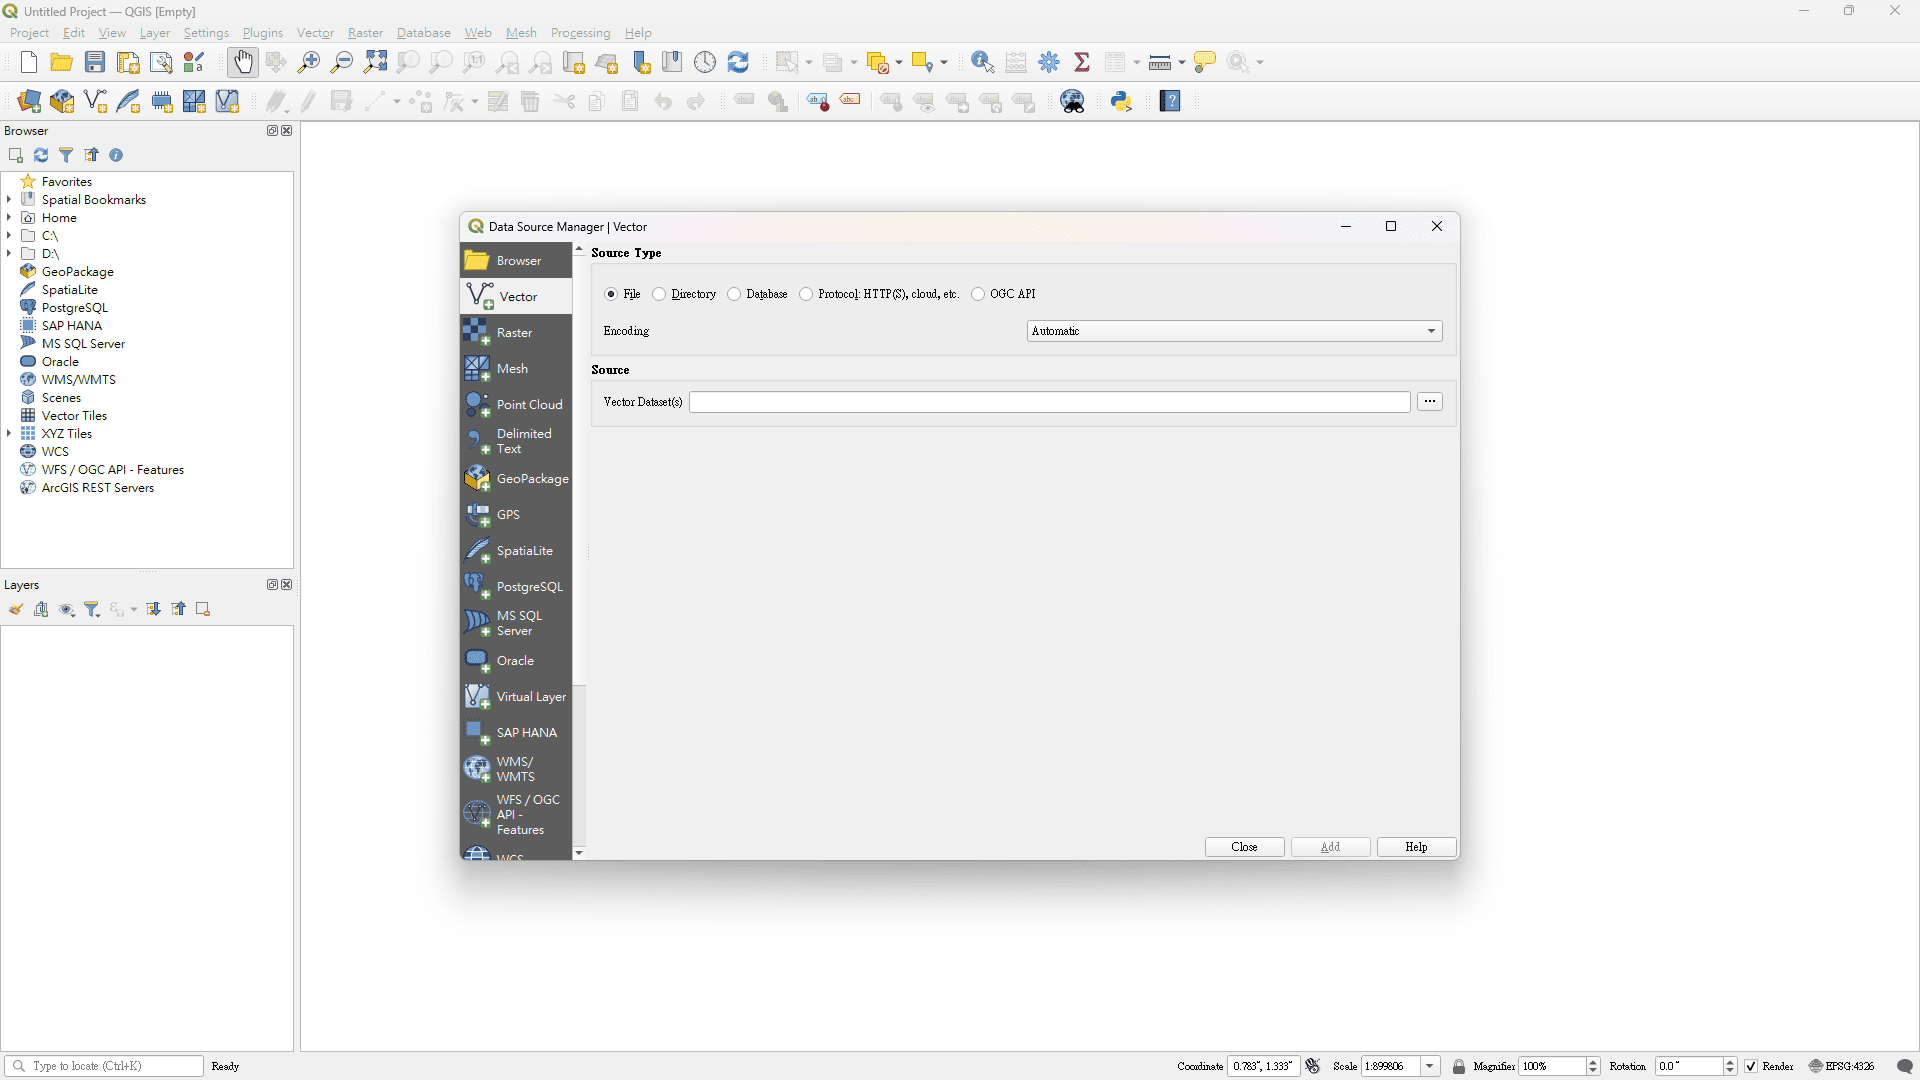 Untitled Project — QGIS [Empty]
Project Edit View Layer Settings Plugins Vector Raster Database Web Mesh Processing Help
Browser
Favorites
Spatial Bookmarks
Home
C:\
D:\
GeoPackage
SpatiaLite
PostgreSQL
SAP HANA
MS SQL Server
Oracle
WMS/WMTS
Scenes
Vector Tiles
XYZ Tiles
WCS
WFS / OGC API - Features
ArcGIS REST Servers
Layers
Data Source Manager | Vector
Browser
Vector
Raster
Mesh
Point Cloud
Delimited
Text
GeoPackage
GPS
SpatiaLite
PostgreSQL
MS SQL
Server
Oracle
Virtual Layer
SAP HANA
WMS/
WMTS
WFS / OGC
API -
Features
WCS
Source Type
File Directory Database Protocol: HTTP(S), cloud, etc. OGC API
Encoding Automatic
Source
Vector Dataset(s) ...
Close Add Help
Type to locate (Ctrl+K) Ready Coordinate 0.783°, 1.333° Scale 1:899806 Magnifier 100% Rotation 0.0 ° Render EPSG:4326